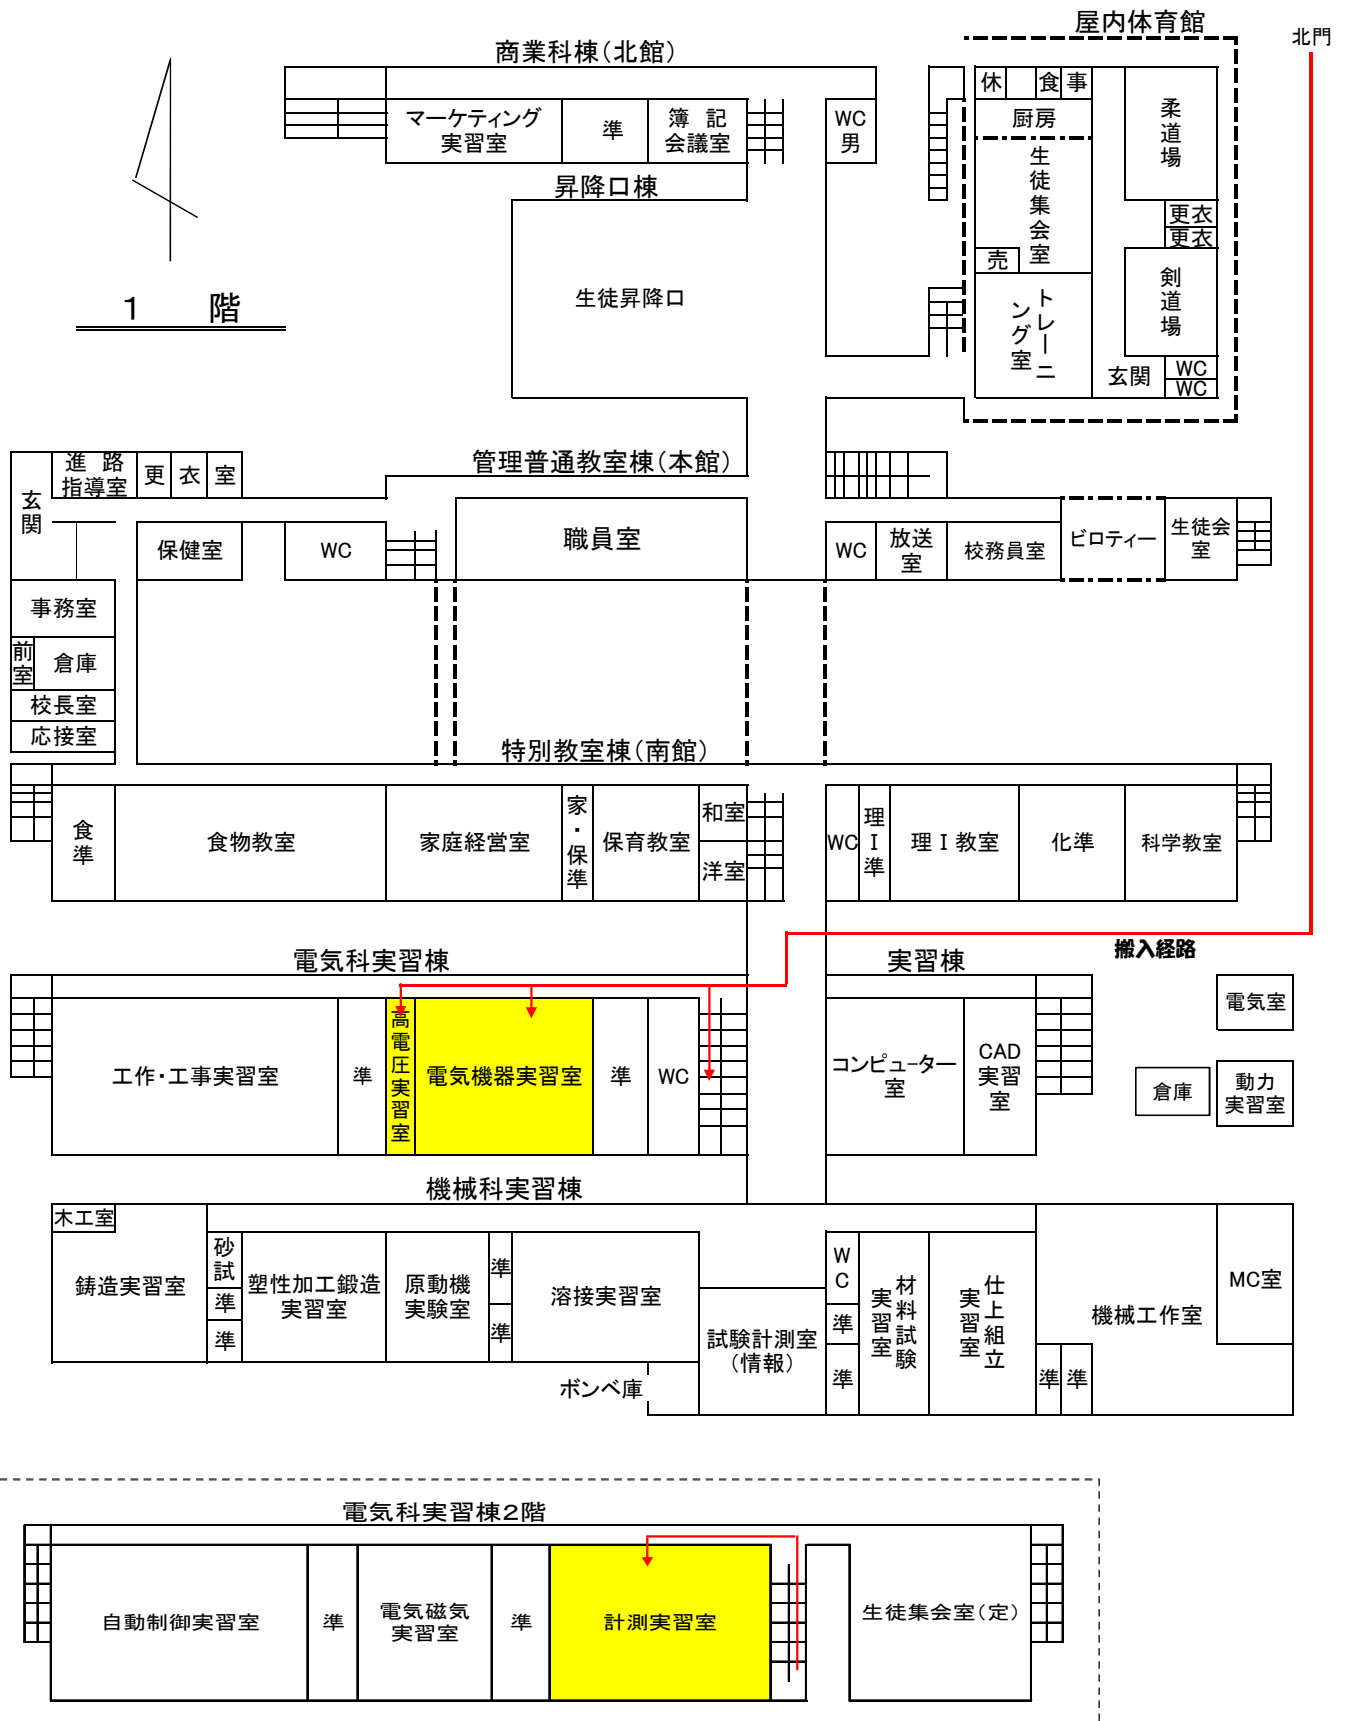 屋内体育館
北門
商業科棟(北館)
休
食
事
マーケティング
実習室
準
簿 記
会議室
WC
男
厨房
柔道場
生徒集会室
昇降口棟
更衣
更衣
売
生徒昇降口
剣道場
1 階
トレーニ
ング室
玄関
WC
WC
管理普通教室棟(本館)
進 路
指導室
更
衣
室
玄関
保健室
WC
職員室
WC
放送
室
校務員室
ピロティー
生徒会
室
事務室
前室
倉庫
校長室
応接室
特別教室棟(南館)
食準
食物教室
家庭経営室
家・保準
保育教室
和室
洋室
WC
理I準
理I教室
化準
科学教室
搬入経路
電気科実習棟
実習棟
電気室
工作・工事実習室
準
高電圧実習室
電気機器実習室
準
WC
コンピューター
室
CAD
実習
室
倉庫
動力
実習室
機械科実習棟
木工室
鋳造実習室
砂試
準
準
塑性加工鍛造
実習室
原動機
実験室
準
準
溶接実習室
試験計測室
(情報)
WC
準
準
材料試験
実習室
仕上組立
実習室
機械工作室
準
準
MC室
ボンベ庫
電気科実習棟2階
自動制御実習室
準
電気磁気
実習室
準
計測実習室
生徒集会室(定)